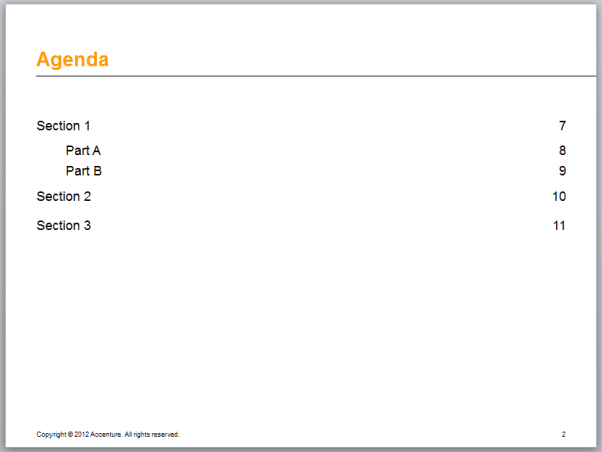 Agenda
Section 1 7
Part A 8
Part B 9
Section 2 10
Section 3 11
Copyright © 2012 Accenture. All rights reserved. 2